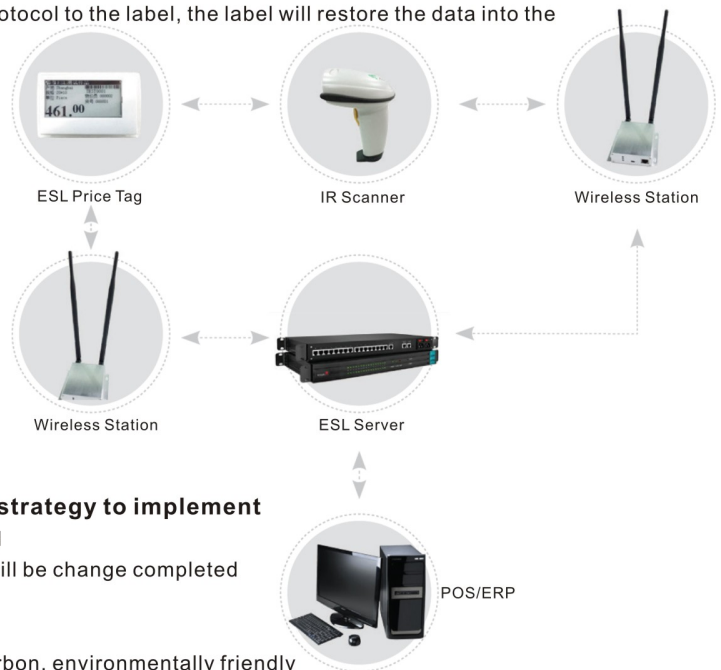 otocol to the label, the label will restore the data into the
461.00
ESL Price Tag
IR Scanner
Wireless Station
Wireless Station
ESL Server
strategy to implement
ill be change completed
POS/ERP
rbon, environmentally friendly